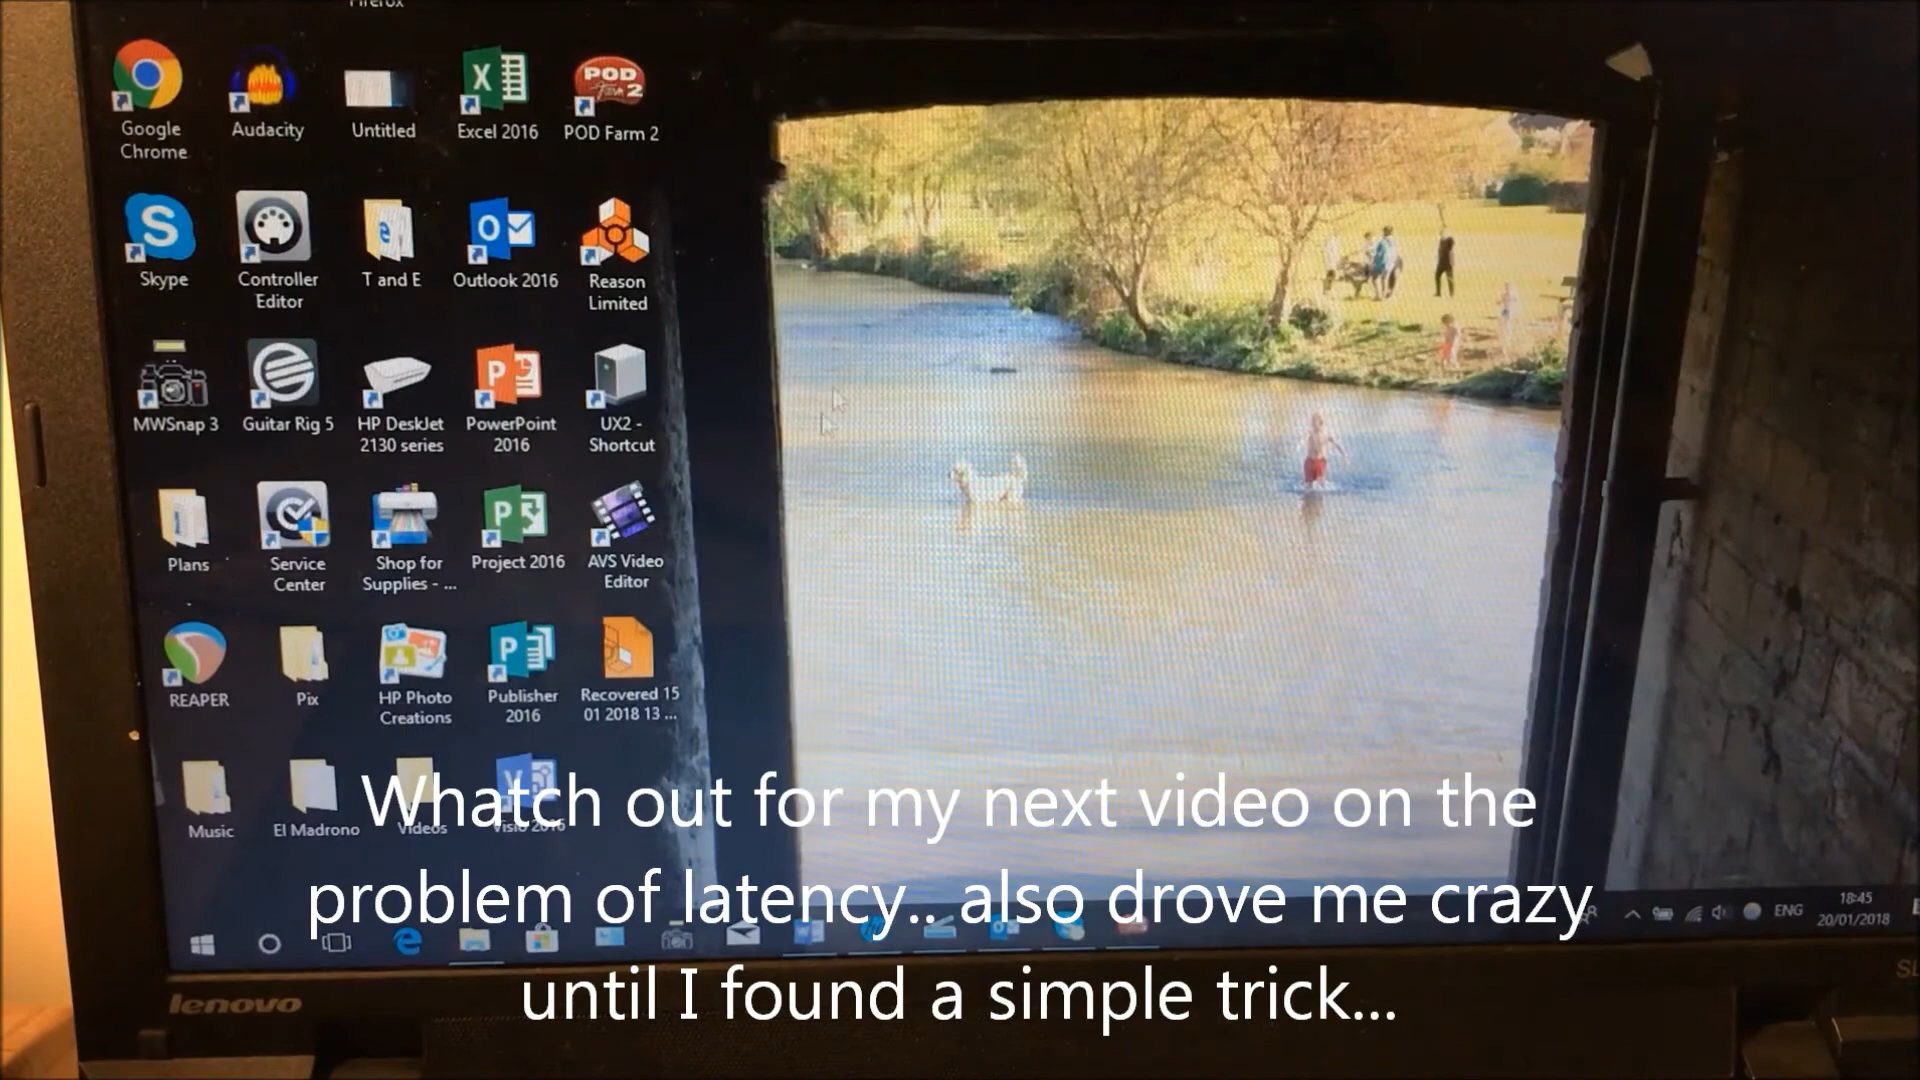 Firefox
Google
Chrome
Audacity
Untitled
Excel 2016
POD
Farm 2
POD Farm 2
Skype
Controller
Editor
T and E
Outlook 2016
Reason
Limited
MWSnap 3
Guitar Rig 5
HP DeskJet
2130 series
PowerPoint
2016
UX2 -
Shortcut
Plans
Service
Center
Shop for
Supplies - ...
Project 2016
AVS Video
Editor
REAPER
Pix
HP Photo
Creations
Publisher
2016
Recovered 15
01 2018 13 ...
Music
El Madrono
Videos
Visio 2016
Whatch out for my next video on the
problem of latency.. also drove me crazy
until I found a simple trick...
ENG
18:45
20/01/2018
lenovo